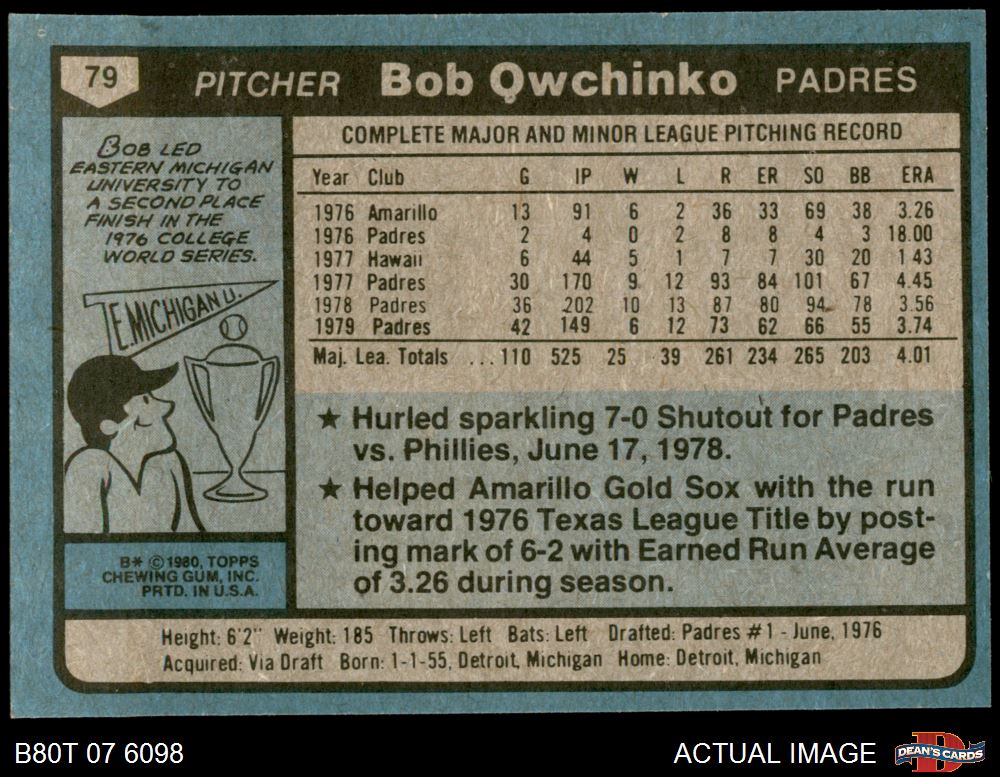 79 PITCHER Bob Owchinko PADRES
BOB LED
EASTERN MICHIGAN
UNIVERSITY TO
A SECOND PLACE
FINISH IN THE
1976 COLLEGE
WORLD SERIES.
E. MICHIGAN U.
B* © 1980, TOPPS
CHEWING GUM, INC.
PRTD. IN U.S.A.
COMPLETE MAJOR AND MINOR LEAGUE PITCHING RECORD
Year Club G IP W L R ER SO BB ERA
1976 Amarillo 13 91 6 2 36 33 69 38 3.26
1976 Padres 2 4 0 2 8 8 4 3 18.00
1977 Hawaii 6 44 5 1 7 7 30 20 1 43
1977 Padres 30 170 9 12 93 84 101 67 4.45
1978 Padres 36 202 10 13 87 80 94 78 3.56
1979 Padres 42 149 6 12 73 62 66 55 3.74
Maj. Lea. Totals ... 110 525 25 39 261 234 265 203 4.01
★ Hurled sparkling 7-0 Shutout for Padres
vs. Phillies, June 17, 1978.
★ Helped Amarillo Gold Sox with the run
toward 1976 Texas League Title by post-
ing mark of 6-2 with Earned Run Average
of 3.26 during season.
Height: 6'2" Weight: 185 Throws: Left Bats: Left Drafted: Padres #1 - June, 1976
Acquired: Via Draft Born: 1-1-55, Detroit, Michigan Home: Detroit, Michigan
B80T 07 6098 ACTUAL IMAGE DEAN'S CARDS